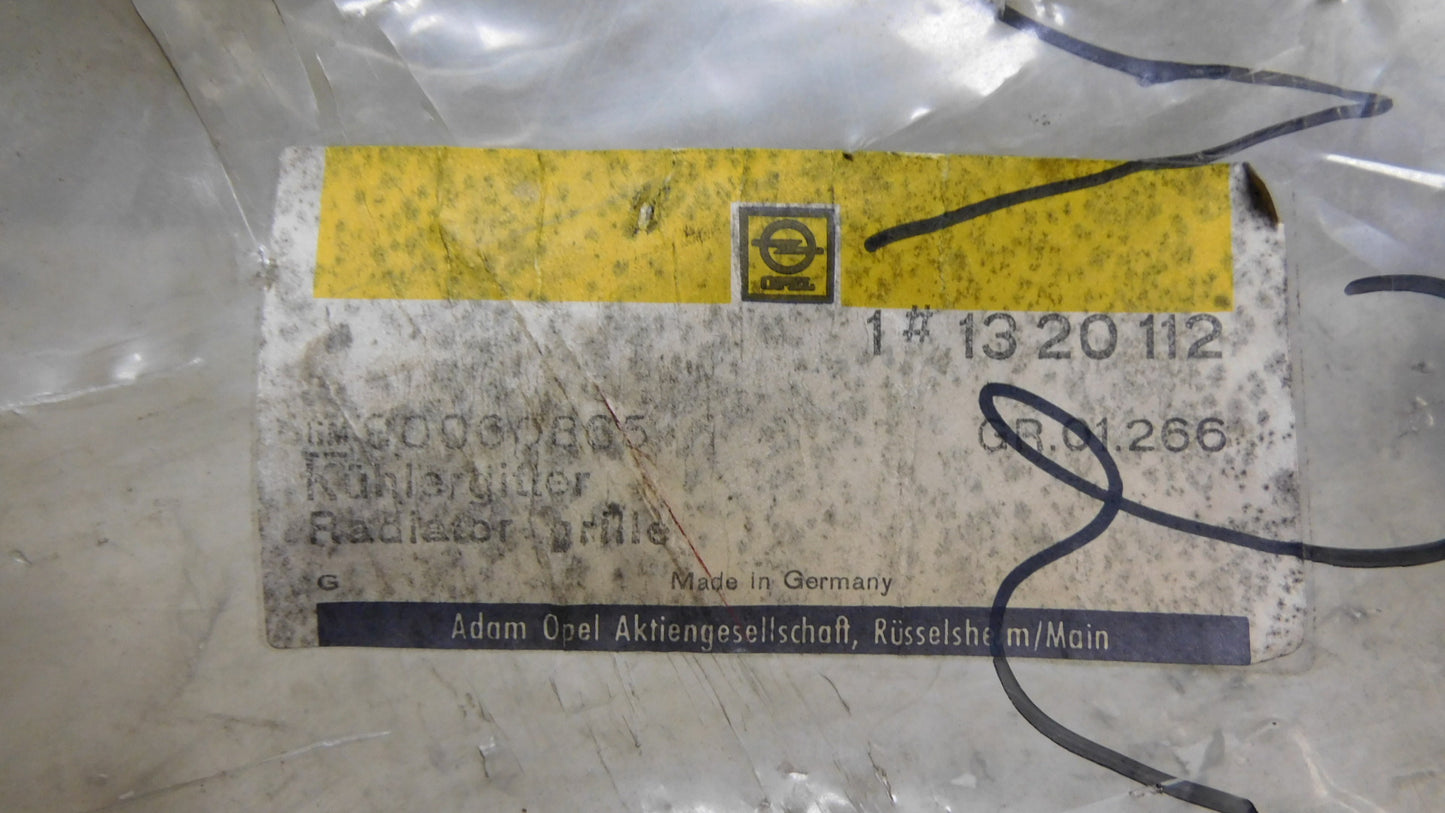 OPEL
1 # 13 20 112
GR.01.266
Kühlergitter
Radiator grille
G
Made in Germany
Adam Opel Aktiengesellschaft, Rüsselsheim/Main